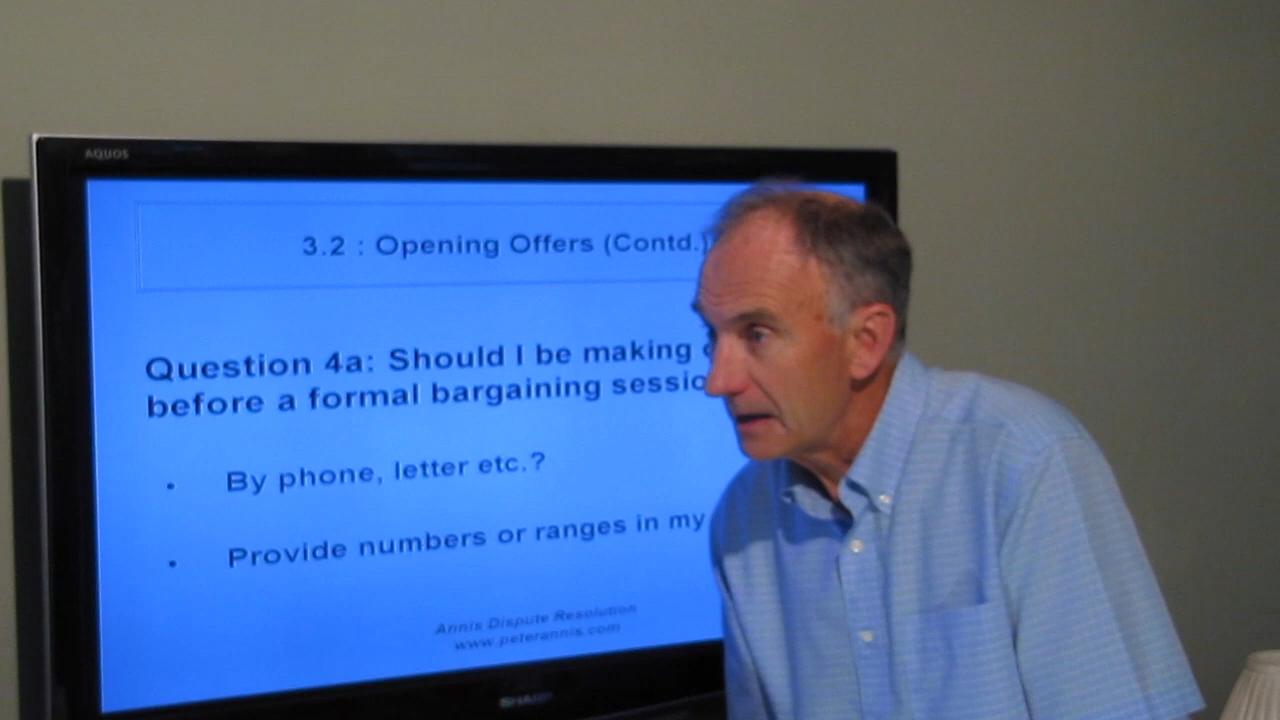 AQUOS
3.2 : Opening Offers (Contd.)
Question 4a: Should I be making
before a formal bargaining
By phone, letter etc.?
Provide numbers or ranges in my
Annis Dispute Resolution
www.peterannis.com
SHARP